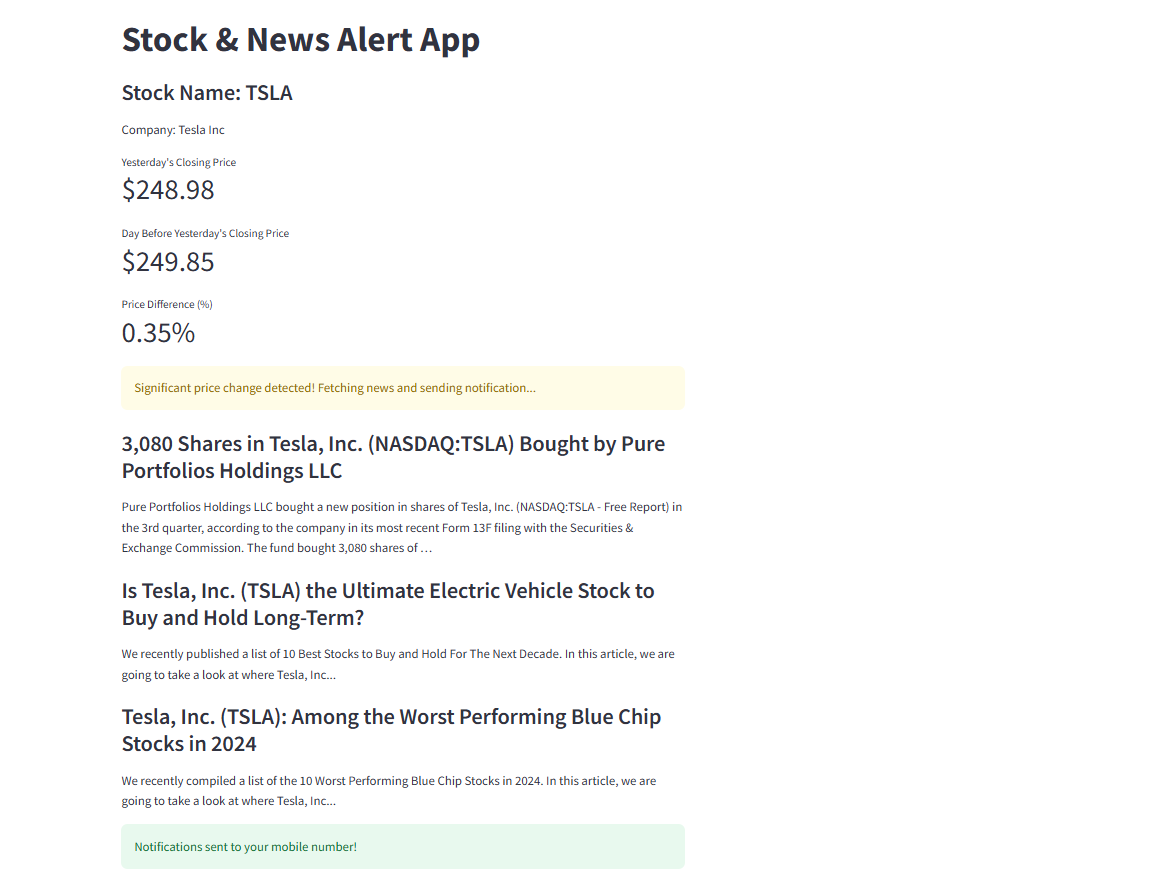 Stock & News Alert App
Stock Name: TSLA
Company: Tesla Inc
Yesterday's Closing Price
$248.98
Day Before Yesterday's Closing Price
$249.85
Price Difference (%)
0.35%
Significant price change detected! Fetching news and sending notification...
3,080 Shares in Tesla, Inc. (NASDAQ:TSLA) Bought by Pure
Portfolios Holdings LLC
Pure Portfolios Holdings LLC bought a new position in shares of Tesla, Inc. (NASDAQ:TSLA - Free Report) in
the 3rd quarter, according to the company in its most recent Form 13F filing with the Securities &
Exchange Commission. The fund bought 3,080 shares of …
Is Tesla, Inc. (TSLA) the Ultimate Electric Vehicle Stock to
Buy and Hold Long-Term?
We recently published a list of 10 Best Stocks to Buy and Hold For The Next Decade. In this article, we are
going to take a look at where Tesla, Inc...
Tesla, Inc. (TSLA): Among the Worst Performing Blue Chip
Stocks in 2024
We recently compiled a list of the 10 Worst Performing Blue Chip Stocks in 2024. In this article, we are
going to take a look at where Tesla, Inc...
Notifications sent to your mobile number!